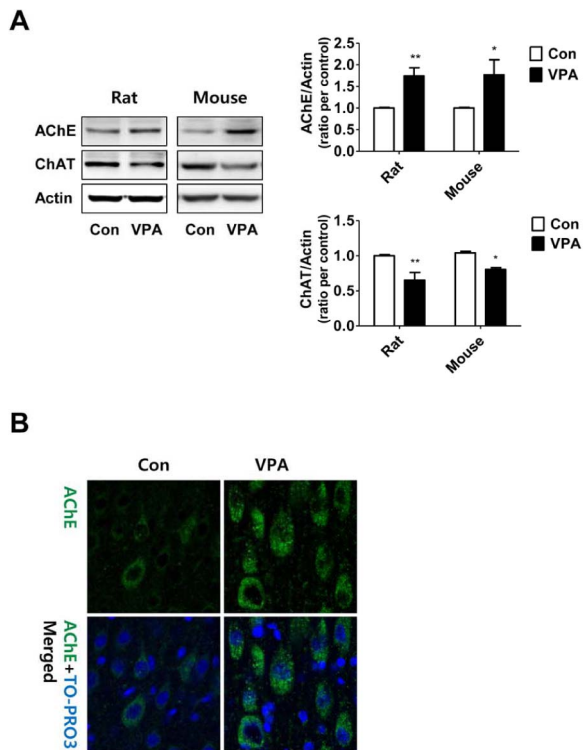 A
Rat Mouse
AChE
ChAT
Actin
Con VPA Con VPA
AChE/Actin
(ratio per control)
2.5
2.0
1.5
1.0
0.5
0.0
** *
Rat Mouse
Con
VPA
ChAT/Actin
(ratio per control)
1.5
1.0
0.5
0.0
** *
Rat Mouse
Con
VPA
B
Con VPA
AChE
AChE+TO-PRO3
Merged